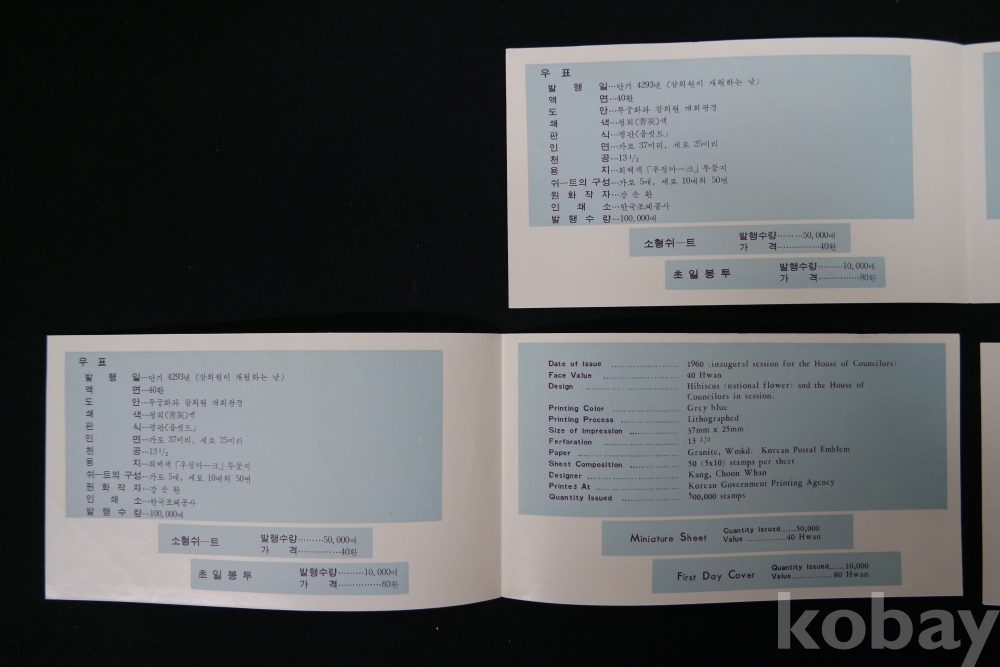 우 표
발 행 일…단기 4293년 (참의원이 개원하는 날)
액 면…40환
도 안…무궁화와 참의원 개회광경
쇄 색…청회(靑灰)색
판 식…평판(옵셋트)
인 면…가로 37미리, 세로 25미리
천 공…13 1/2
용 지…회백색 「우정마—크」 투문지
쉬—트의 구성…가로 5매, 세로 10매의 50면
원 화 작 자…강 춘 환
인 쇄 소…한국조폐공사
발 행 수 량…100,000매
소형쉬—트 발행수량………50,000매
가 격……………40환
초 일 봉 투 발행수량………10,000매
가 격……………80환
우 표
발 행 일…단기 4293년 (참의원이 개원하는 날)
액 면…40환
도 안…무궁화와 참의원 개회광경
쇄 색…청회(靑灰)색
판 식…평판(옵셋트)
인 면…가로 37미리, 세로 25미리
천 공…13 1/2
용 지…회백색 「우정마—크」 투문지
쉬—트의 구성…가로 5매, 세로 10매의 50면
원 화 작 자…강 춘 환
인 쇄 소…한국조폐공사
발 행 수 량…100,000매
소형쉬—트 발행수량………50,000매
가 격……………40환
초 일 봉 투 발행수량………10,000매
가 격……………80환
Date of Issue ..................... 1960 (inaugural session for the House of Councilors)
Face Value ..................... 40 Hwan
Design ..................... Hibiscus (national flower) and the House of
Councilors in session.
Printing Color ..................... Grey blue
Printing Process ..................... Lithographed
Size of Impression ..................... 37mm x 25mm
Ferforation ..................... 13 1/2
Paper ..................... Granite, Wmkd. Korean Postal Emblem
Sheet Composition ..................... 50 (5x10) stamps per sheet
Designer ..................... Kang, Choon Whan
Printed At ..................... Korean Government Printing Agency
Quantity Issued ..................... 500,000 stamps
Miniature Sheet Quantity Issued.....50,000
Value ..............40 Hwan
First Day Cover Quantity Issued.....10,000
Value .............. 80 Hwan
kobay